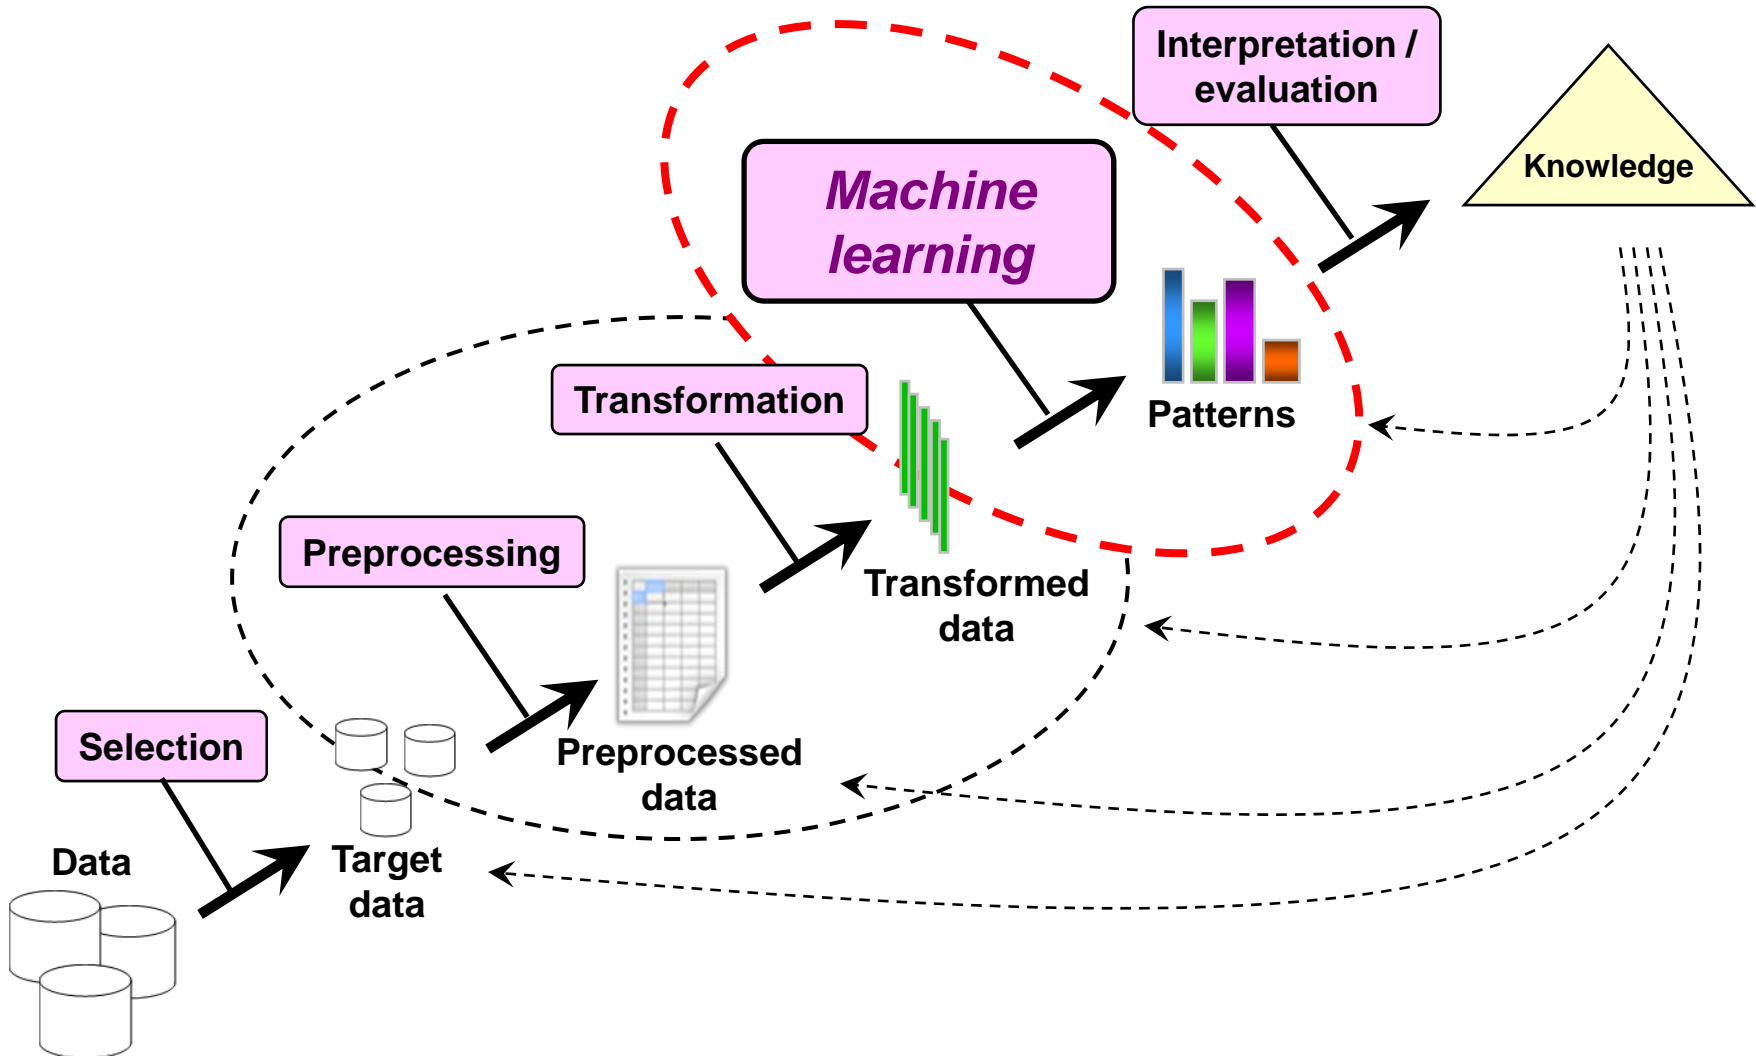 Interpretation /
evaluation
Knowledge
Machine
learning
Patterns
Transformation
Transformed
data
Preprocessing
Preprocessed
data
Selection
Target
data
Data